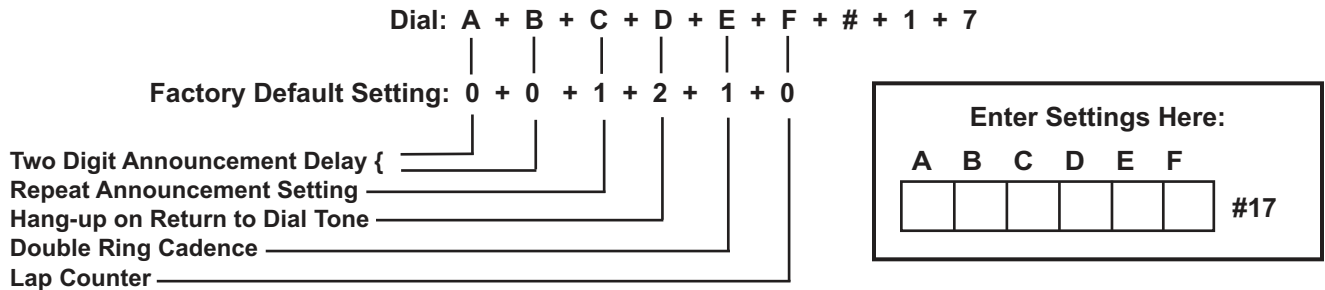 Dial: A + B + C + D + E + F + # + 1 + 7
Factory Default Setting: 0 + 0 + 1 + 2 + 1 + 0
Two Digit Announcement Delay {
Repeat Announcement Setting
Hang-up on Return to Dial Tone
Double Ring Cadence
Lap Counter
Enter Settings Here:
A B C D E F
#17